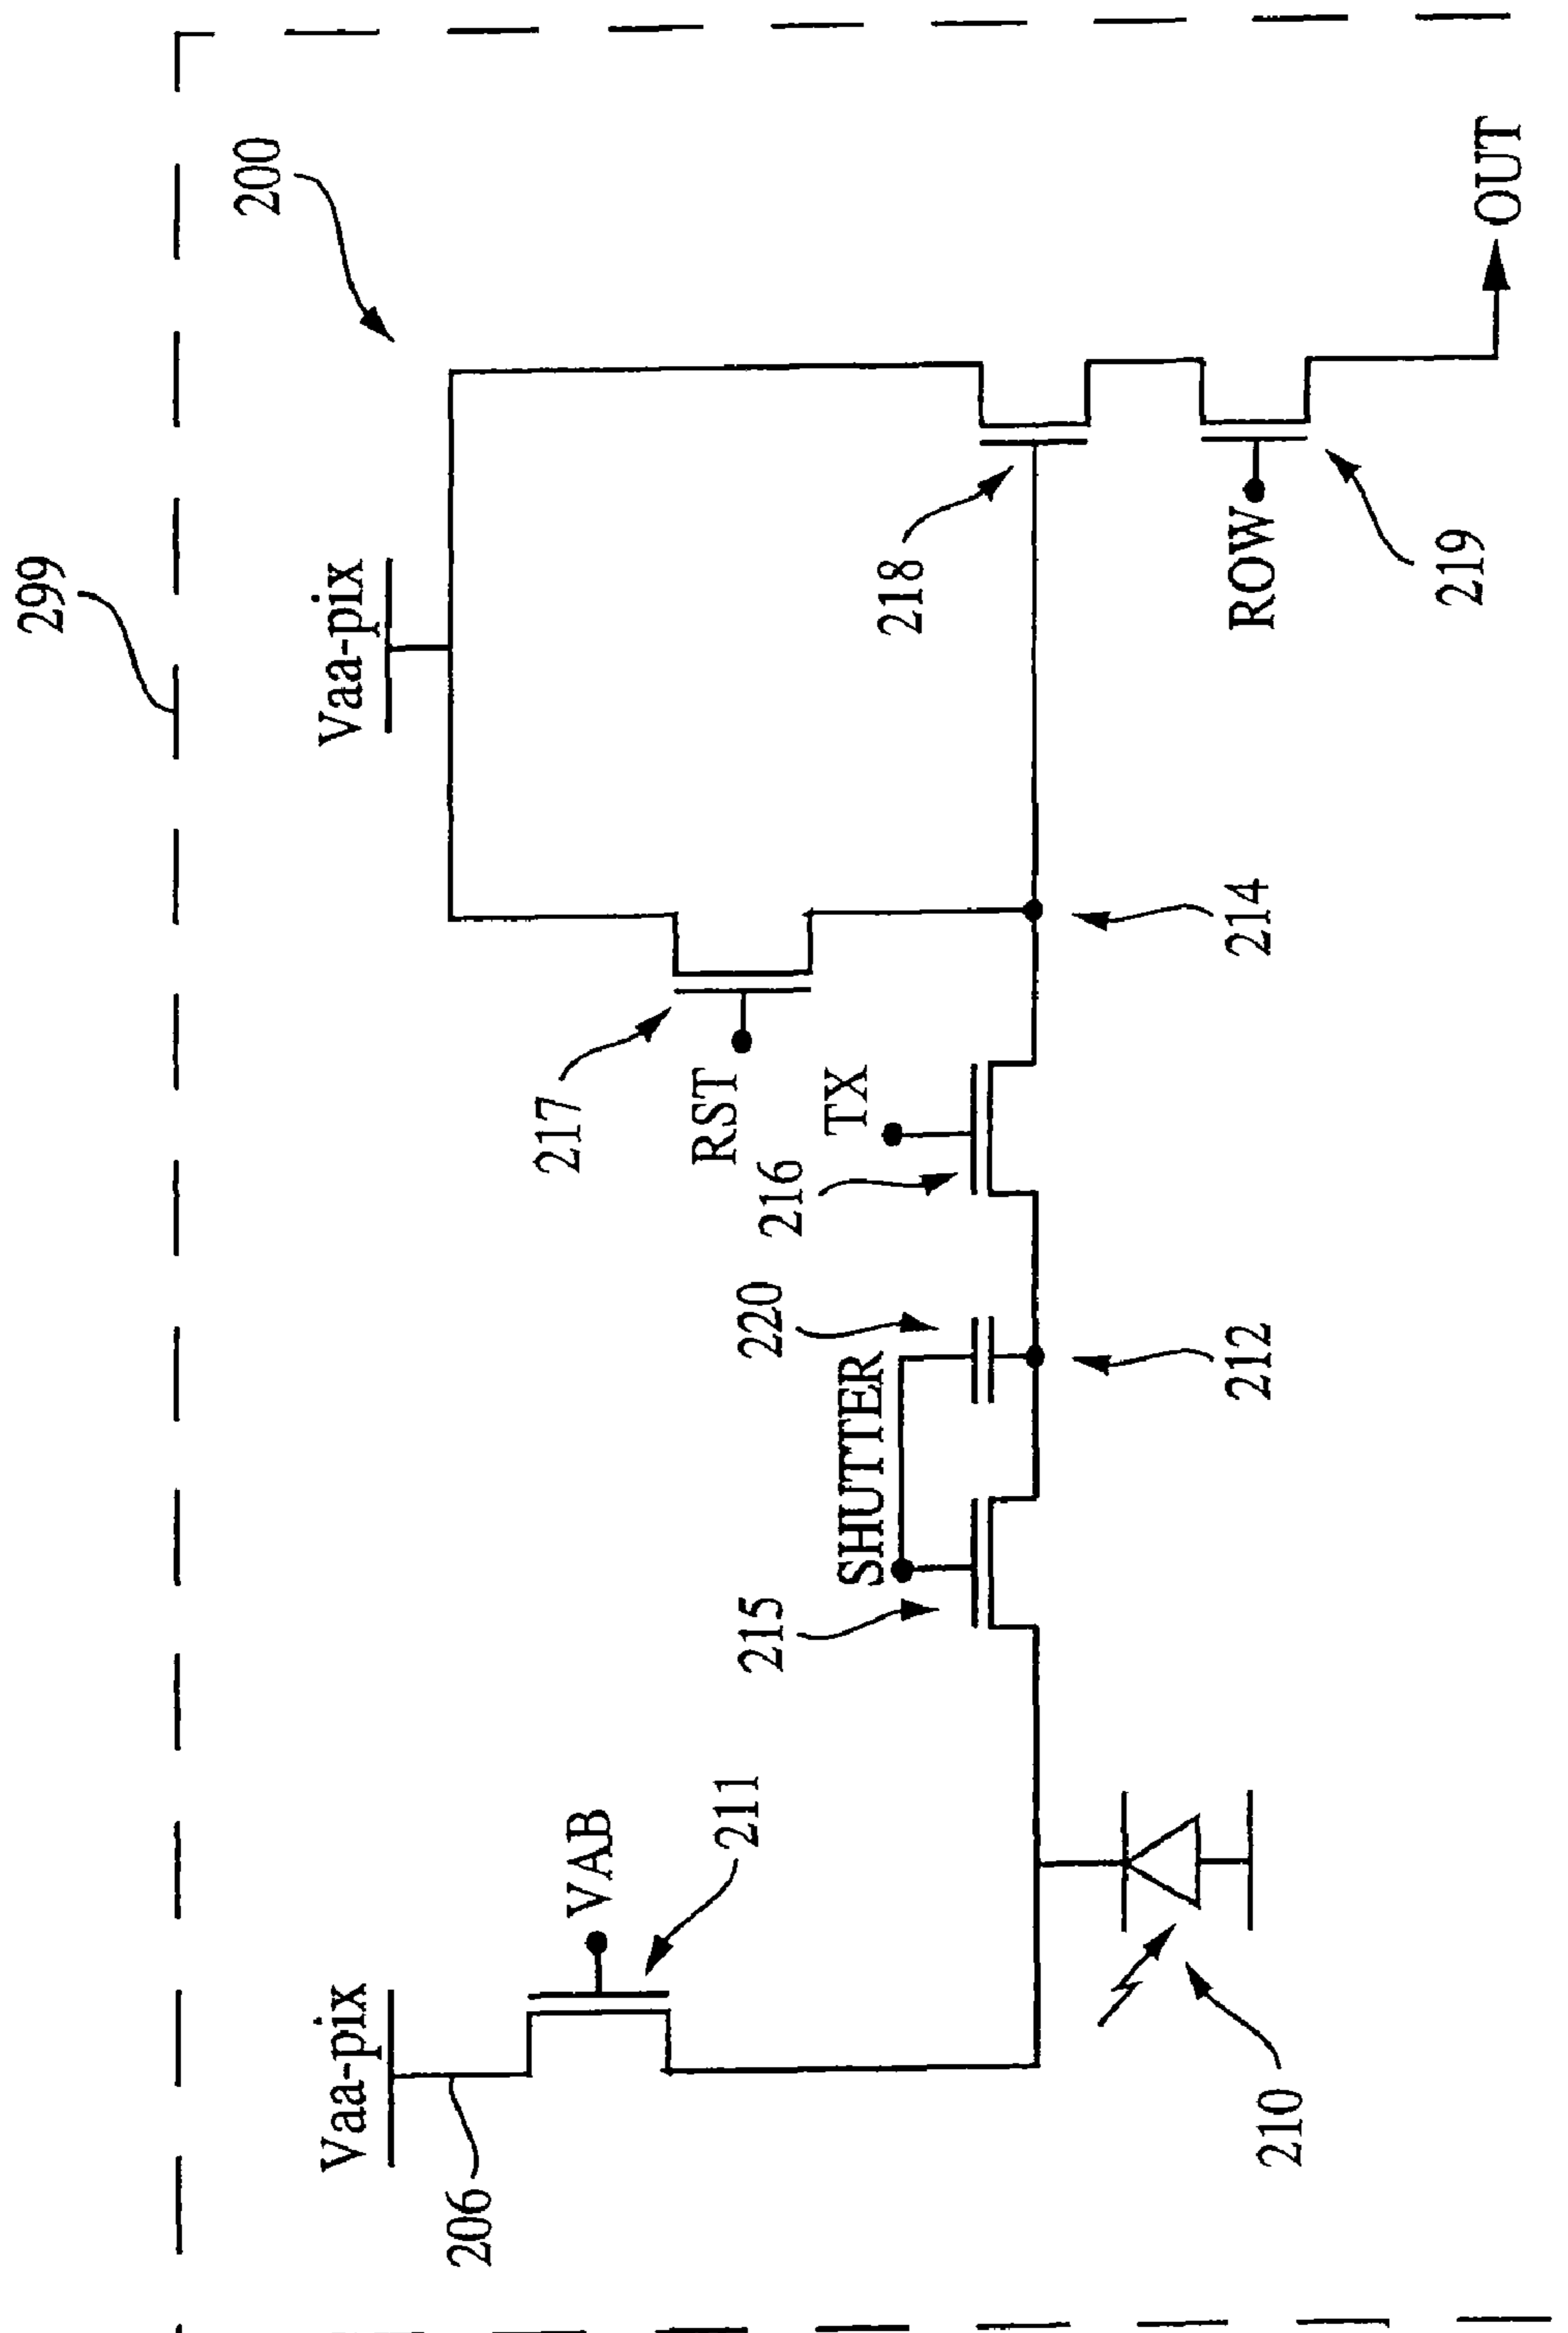 299
200
Vaa-pix
Vaa-pix
206
VAB
211
217
RST
218
TX
216
220
SHUTTER
215
ROW
219
OUT
214
212
210